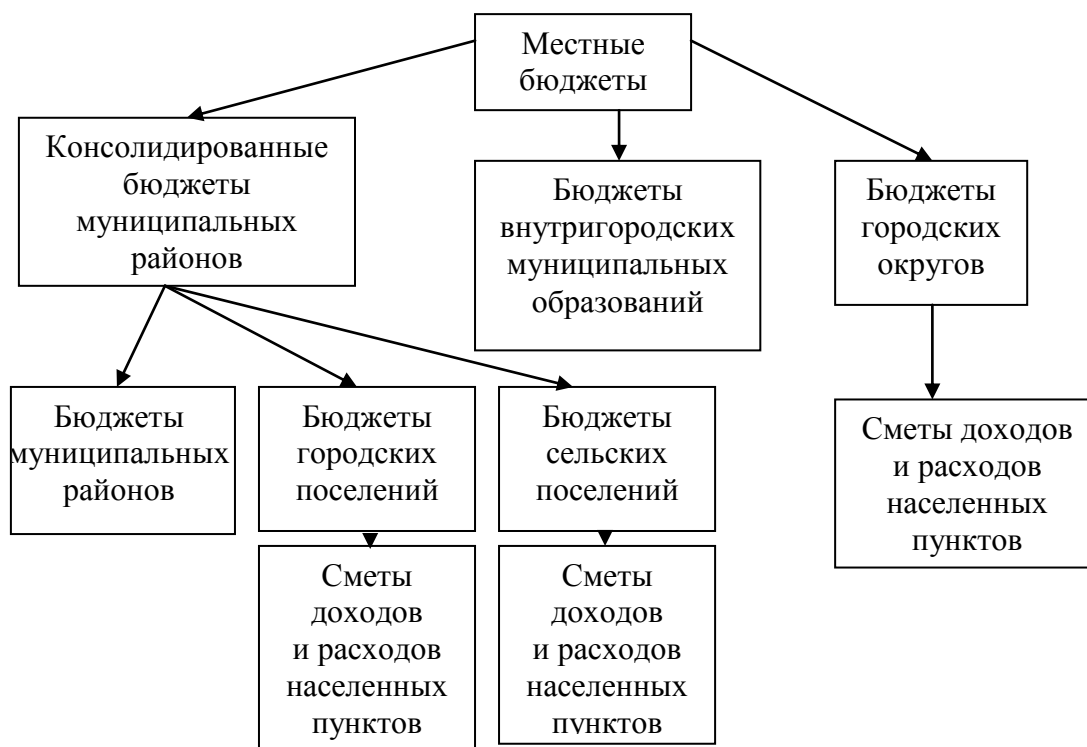 Местные
бюджеты
Консолидированные
бюджеты
муниципальных
районов
Бюджеты
внутригородских
муниципальных
образований
Бюджеты
городских
округов
Бюджеты
муниципальных
районов
Бюджеты
городских
поселений
Бюджеты
сельских
поселений
Сметы доходов
и расходов
населенных
пунктов
Сметы
доходов
и расходов
населенных
пунктов
Сметы
доходов
и расходов
населенных
пунктов